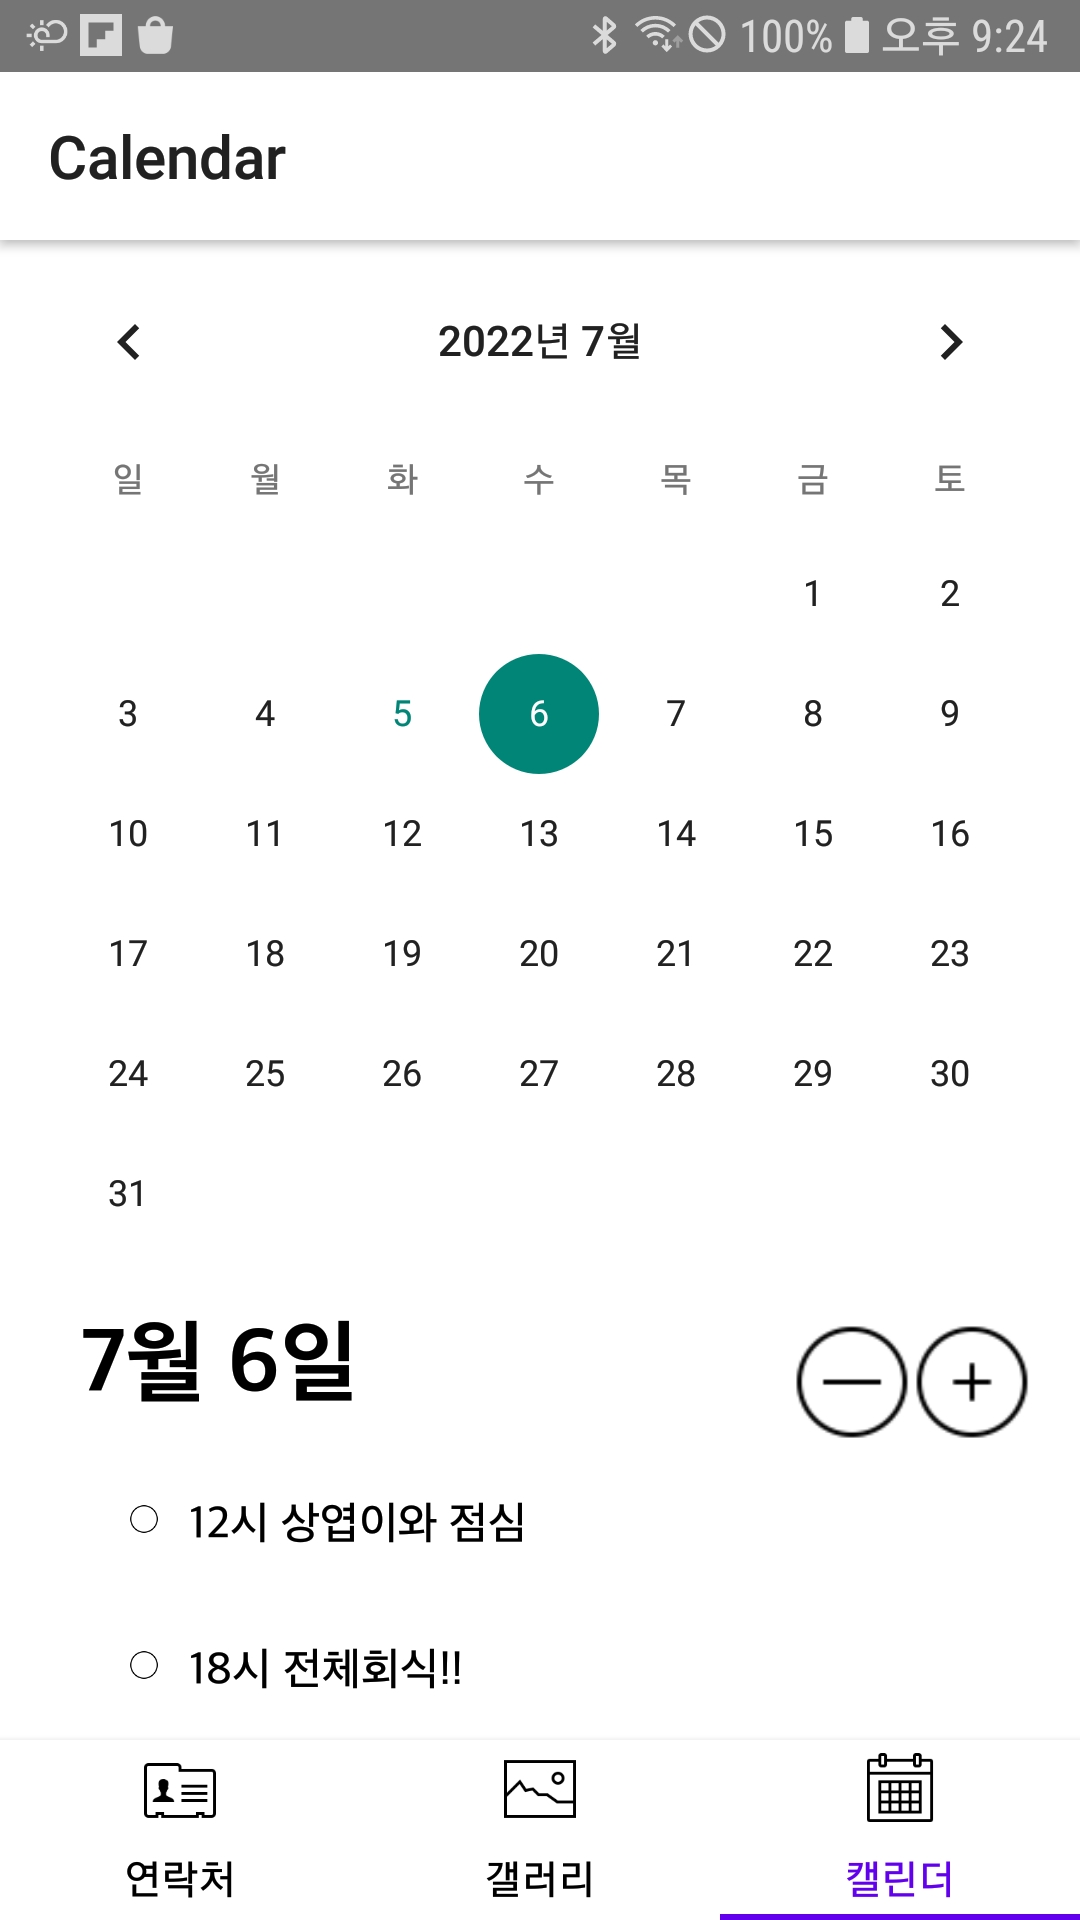 100% 오후 9:24
Calendar
2022년 7월
일 월 화 수 목 금 토
1 2
3 4 5 6 7 8 9
10 11 12 13 14 15 16
17 18 19 20 21 22 23
24 25 26 27 28 29 30
31
7월 6일
12시 상엽이와 점심
18시 전체회식!!
연락처 갤러리 캘린더